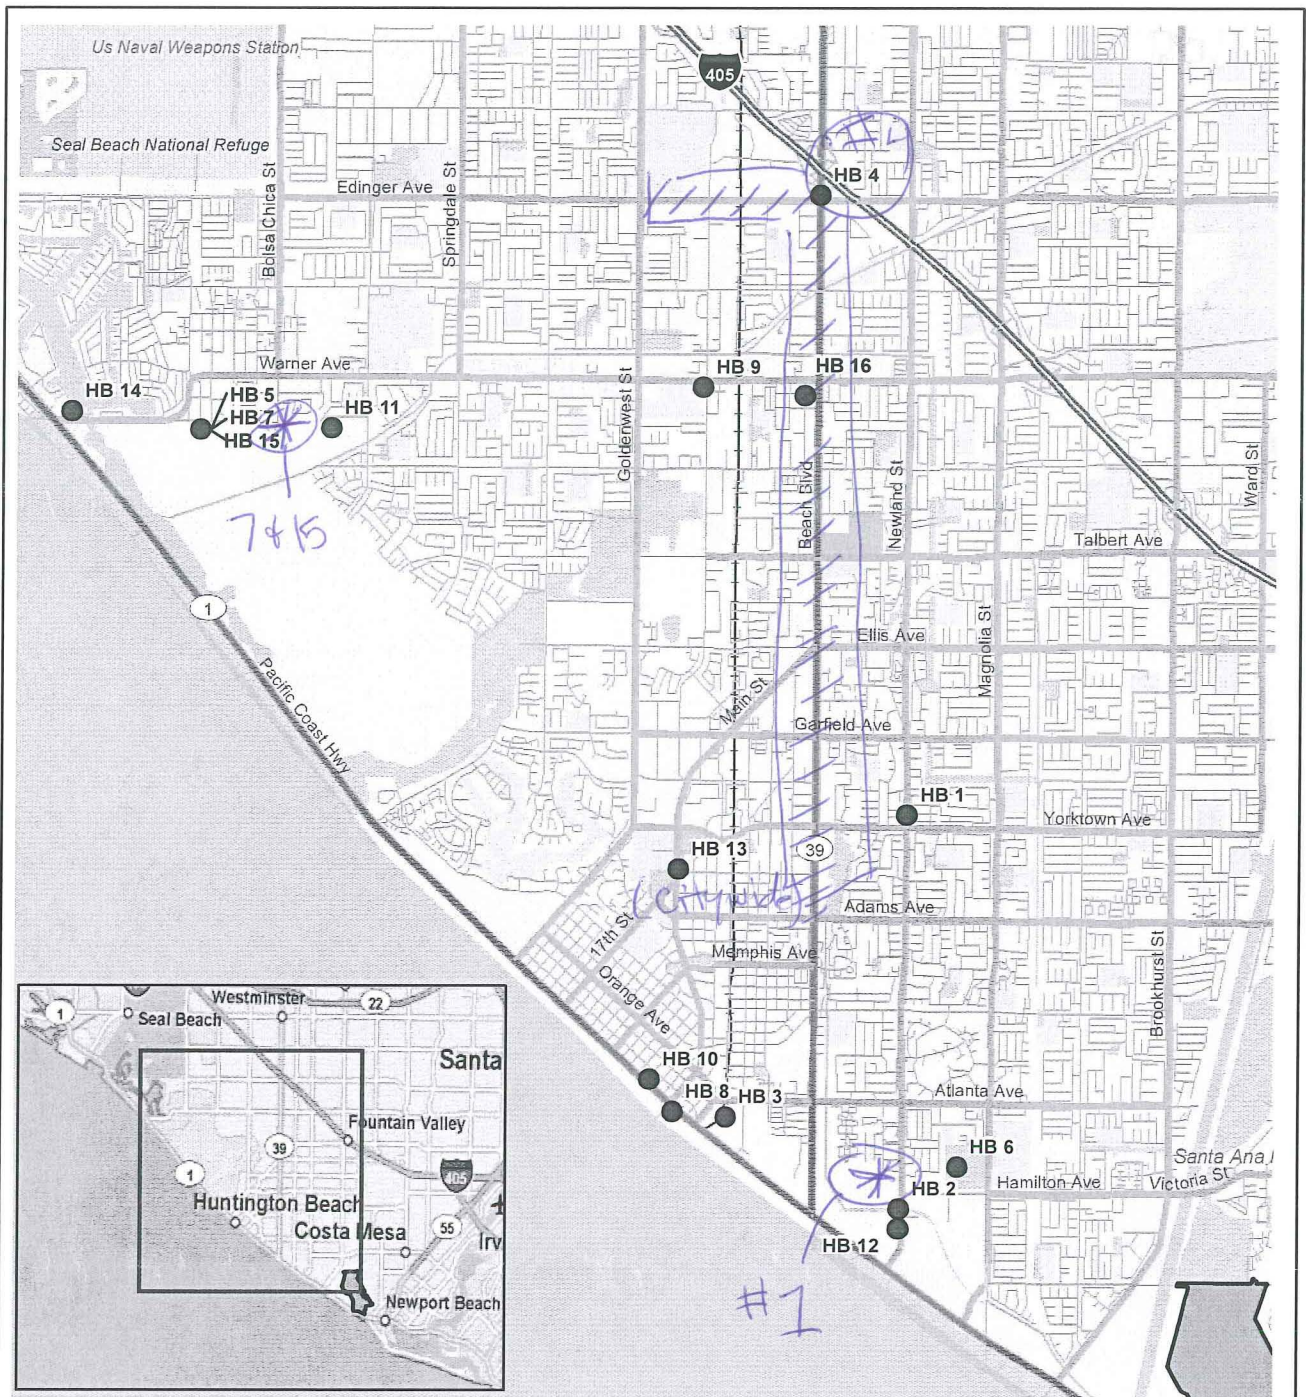 Us Naval Weapons Station
405
Seal Beach National Refuge
HB 4
Edinger Ave
Bolsa Chica St
Springdale St
Warner Ave
HB 14
HB 5
HB 7
HB 15
HB 11
HB 9
HB 16
Goldenwest St
Beach Blvd
Newland St
Ward St
7 & 15
Talbert Ave
1
Ellis Ave
Magnolia St
Pacific Coast Hwy
Main St
Garfield Ave
HB 1
Yorktown Ave
HB 13
39
(Citywide)
Adams Ave
17th St
Memphis Ave
Orange Ave
Brookhurst St
HB 10
HB 8
HB 3
Atlanta Ave
HB 6
Santa Ana
Hamilton Ave
Victoria St
HB 2
HB 12
#1
1
Westminster
22
Seal Beach
Santa
Fountain Valley
39
405
1
Huntington Beach
Costa Mesa
55
Irv
Newport Beach